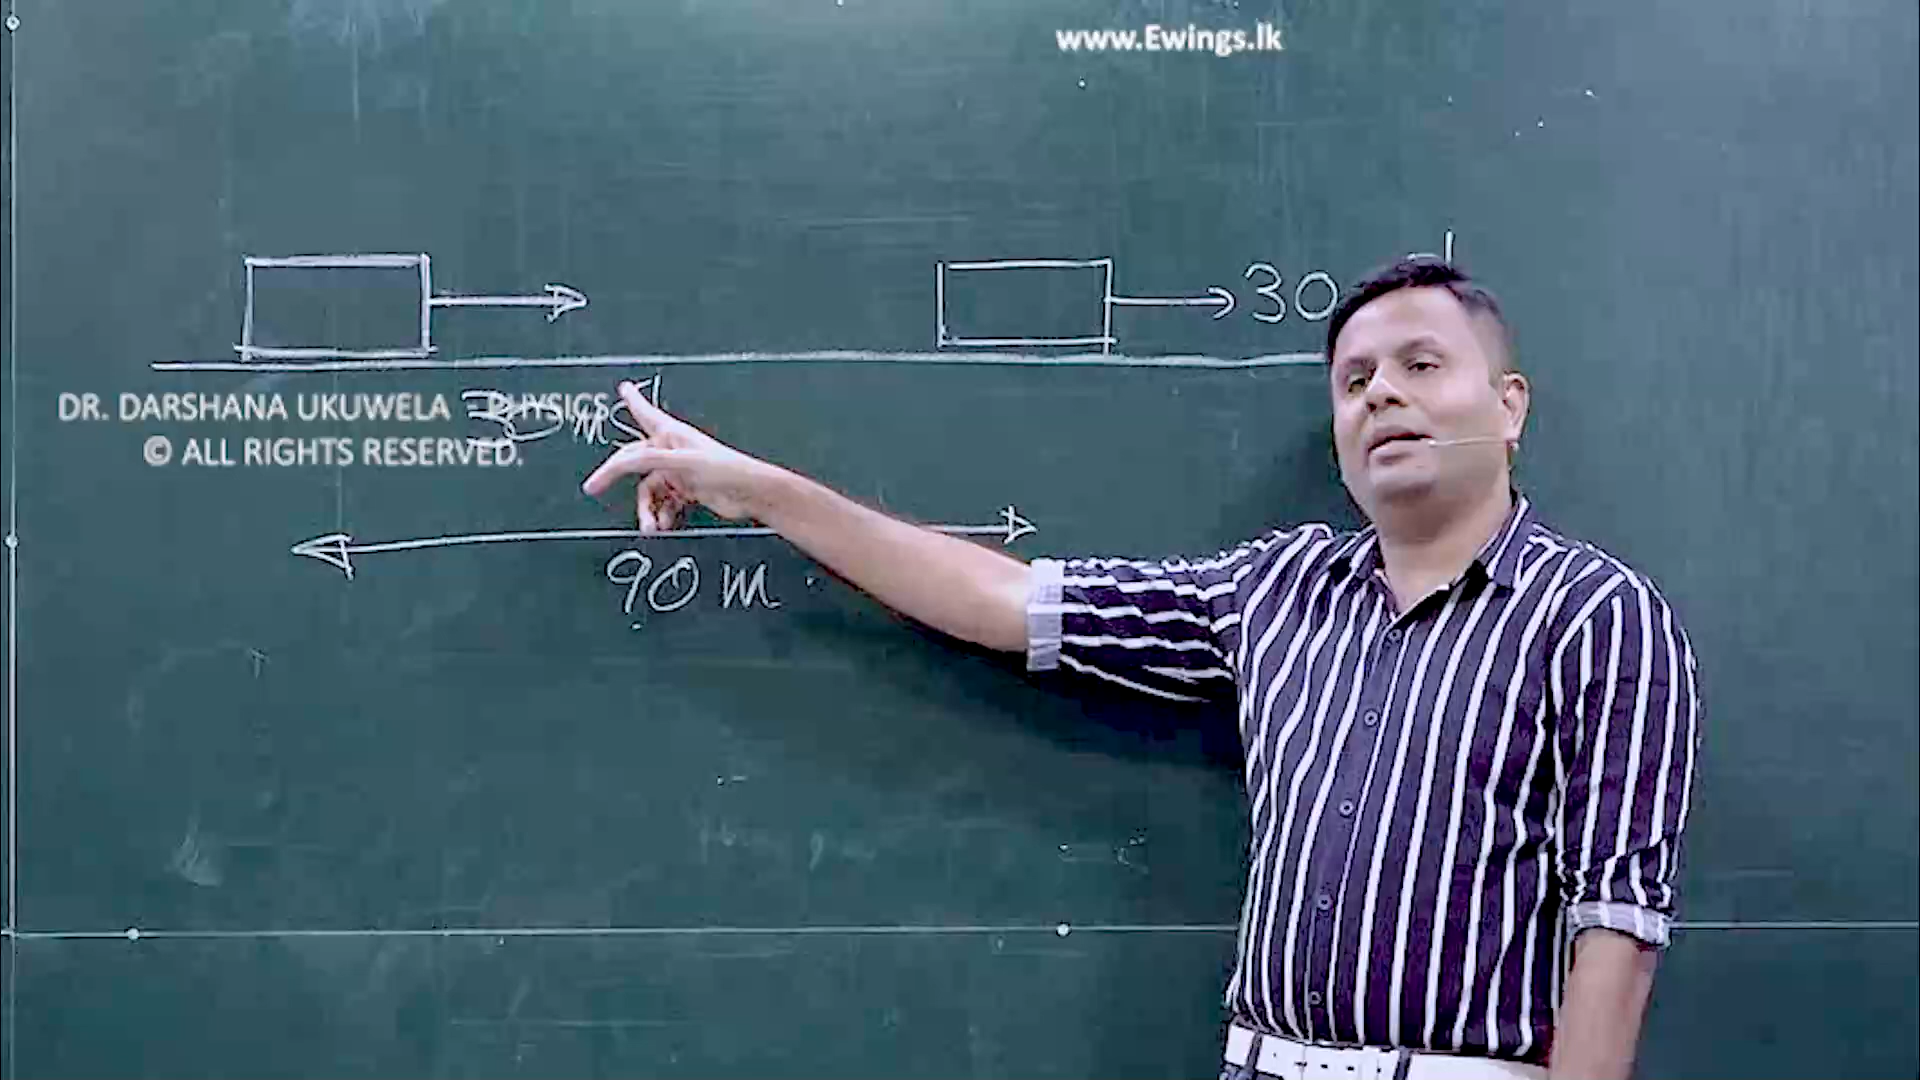 www.Ewings.lk
30
DR. DARSHANA UKUWELA - PHYSICS
© ALL RIGHTS RESERVED.
30 ms⁻¹
90 m